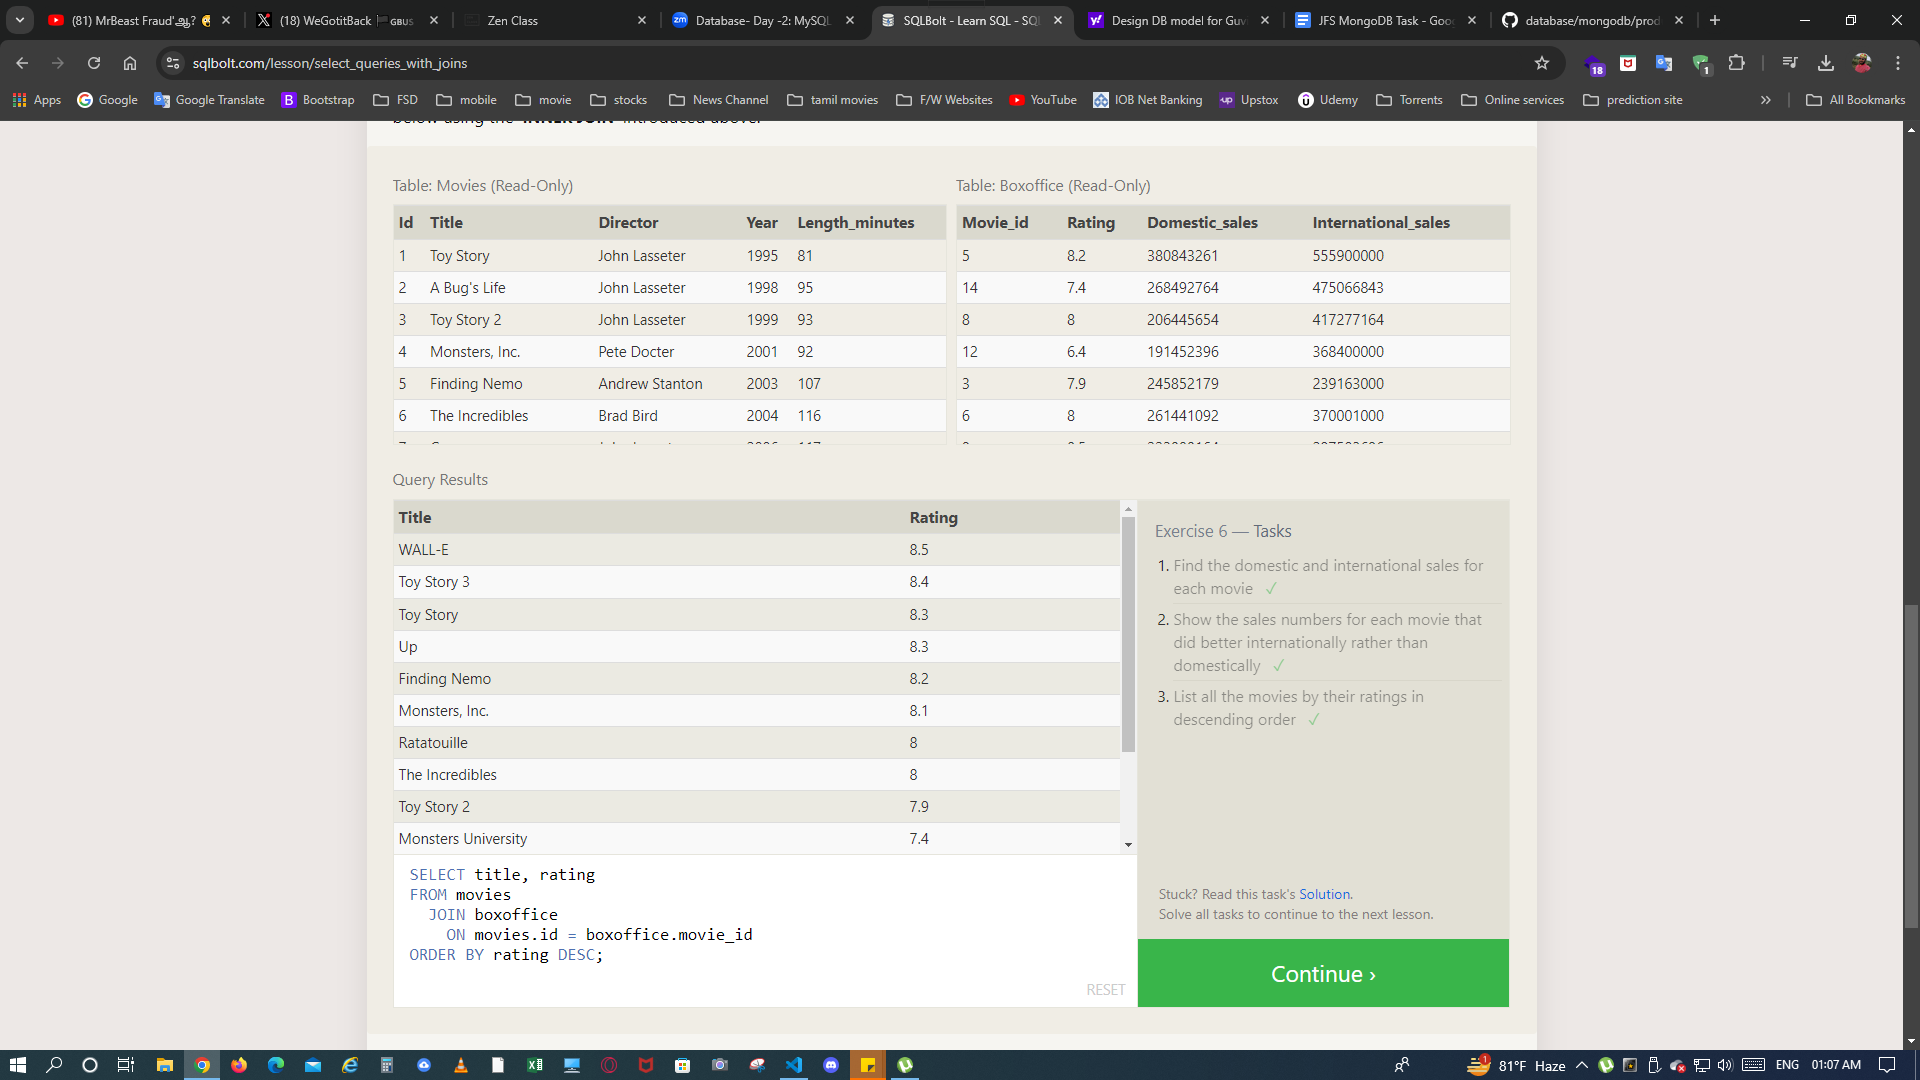 (81) MrBeast Fraud'ஆ?
(18) WeGotitBack
GBUS
Zen Class
Database- Day -2: MySQL
SQLBolt - Learn SQL - SQL
Design DB model for Guv
JFS MongoDB Task - Goo
database/mongodb/prod
sqlbolt.com/lesson/select_queries_with_joins
18
1
Apps
Google
Google Translate
Bootstrap
FSD
mobile
movie
stocks
News Channel
tamil movies
F/W Websites
YouTube
IOB Net Banking
Upstox
Udemy
Torrents
Online services
prediction site
»
All Bookmarks
below using the INNER JOIN introduced above.
Table: Movies (Read-Only)
Id Title Director Year Length_minutes
1 Toy Story John Lasseter 1995 81
2 A Bug's Life John Lasseter 1998 95
3 Toy Story 2 John Lasseter 1999 93
4 Monsters, Inc. Pete Docter 2001 92
5 Finding Nemo Andrew Stanton 2003 107
6 The Incredibles Brad Bird 2004 116
Table: Boxoffice (Read-Only)
Movie_id Rating Domestic_sales International_sales
5 8.2 380843261 555900000
14 7.4 268492764 475066843
8 8 206445654 417277164
12 6.4 191452396 368400000
3 7.9 245852179 239163000
6 8 261441092 370001000
Query Results
Title Rating
WALL-E 8.5
Toy Story 3 8.4
Toy Story 8.3
Up 8.3
Finding Nemo 8.2
Monsters, Inc. 8.1
Ratatouille 8
The Incredibles 8
Toy Story 2 7.9
Monsters University 7.4
SELECT title, rating
FROM movies
JOIN boxoffice
ON movies.id = boxoffice.movie_id
ORDER BY rating DESC;
RESET
Exercise 6 — Tasks
1. Find the domestic and international sales for
each movie ✓
2. Show the sales numbers for each movie that
did better internationally rather than
domestically ✓
3. List all the movies by their ratings in
descending order ✓
Stuck? Read this task's Solution.
Solve all tasks to continue to the next lesson.
Continue ›
1
81°F Haze
ENG
01:07 AM